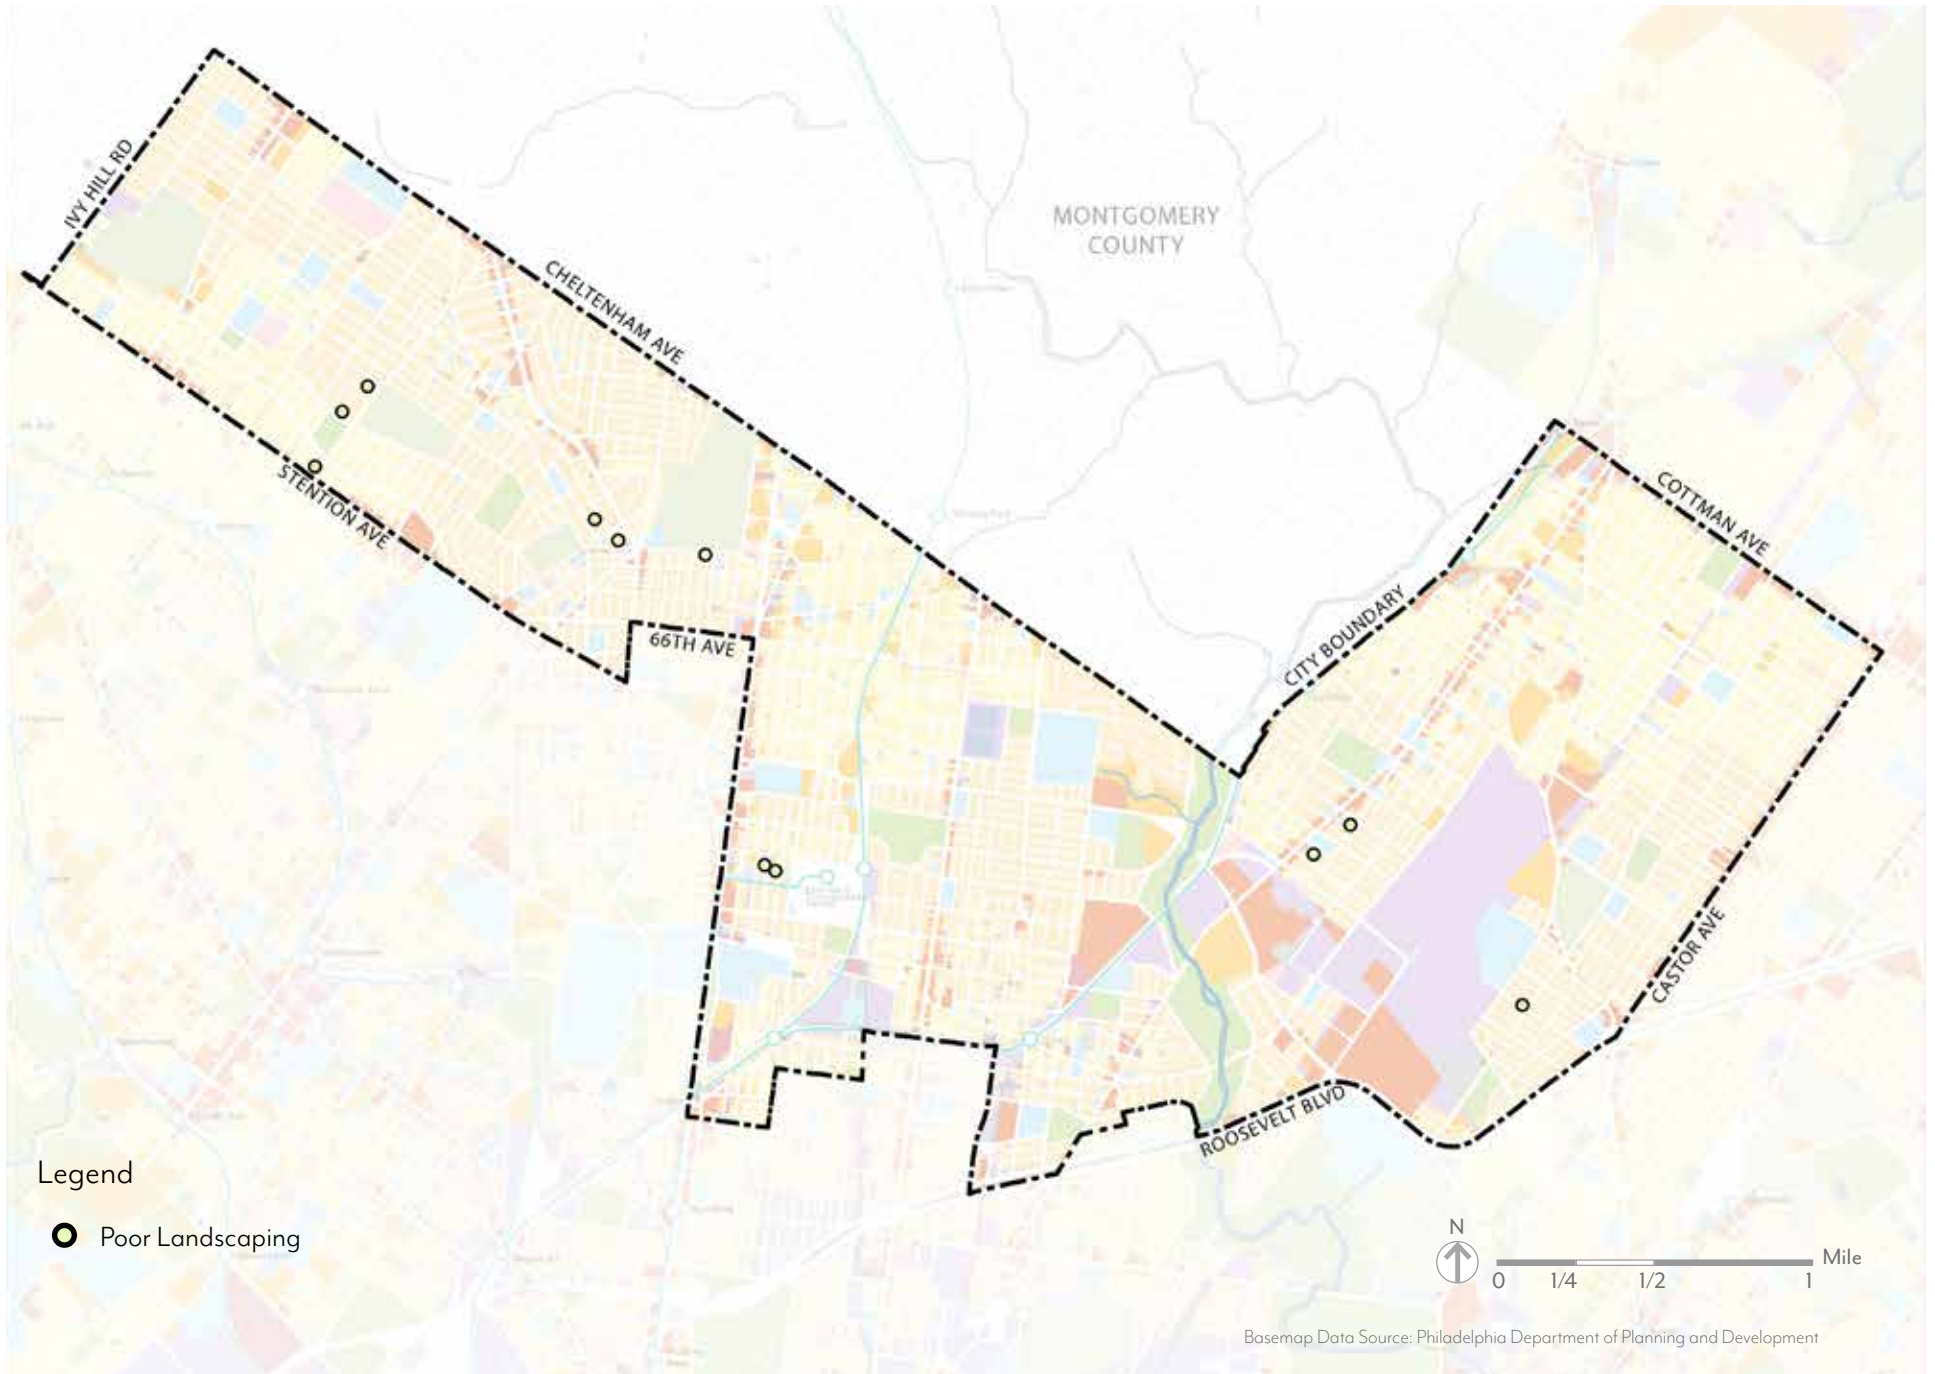 MONTGOMERY
COUNTY
IVY HILL RD
CHELTENHAM AVE
STENTION AVE
66TH AVE
CITY BOUNDARY
COTTMAN AVE
CASTOR AVE
ROOSEVELT BLVD
Legend
Poor Landscaping
N
Mile
0 1/4 1/2 1
Basemap Data Source: Philadelphia Department of Planning and Development